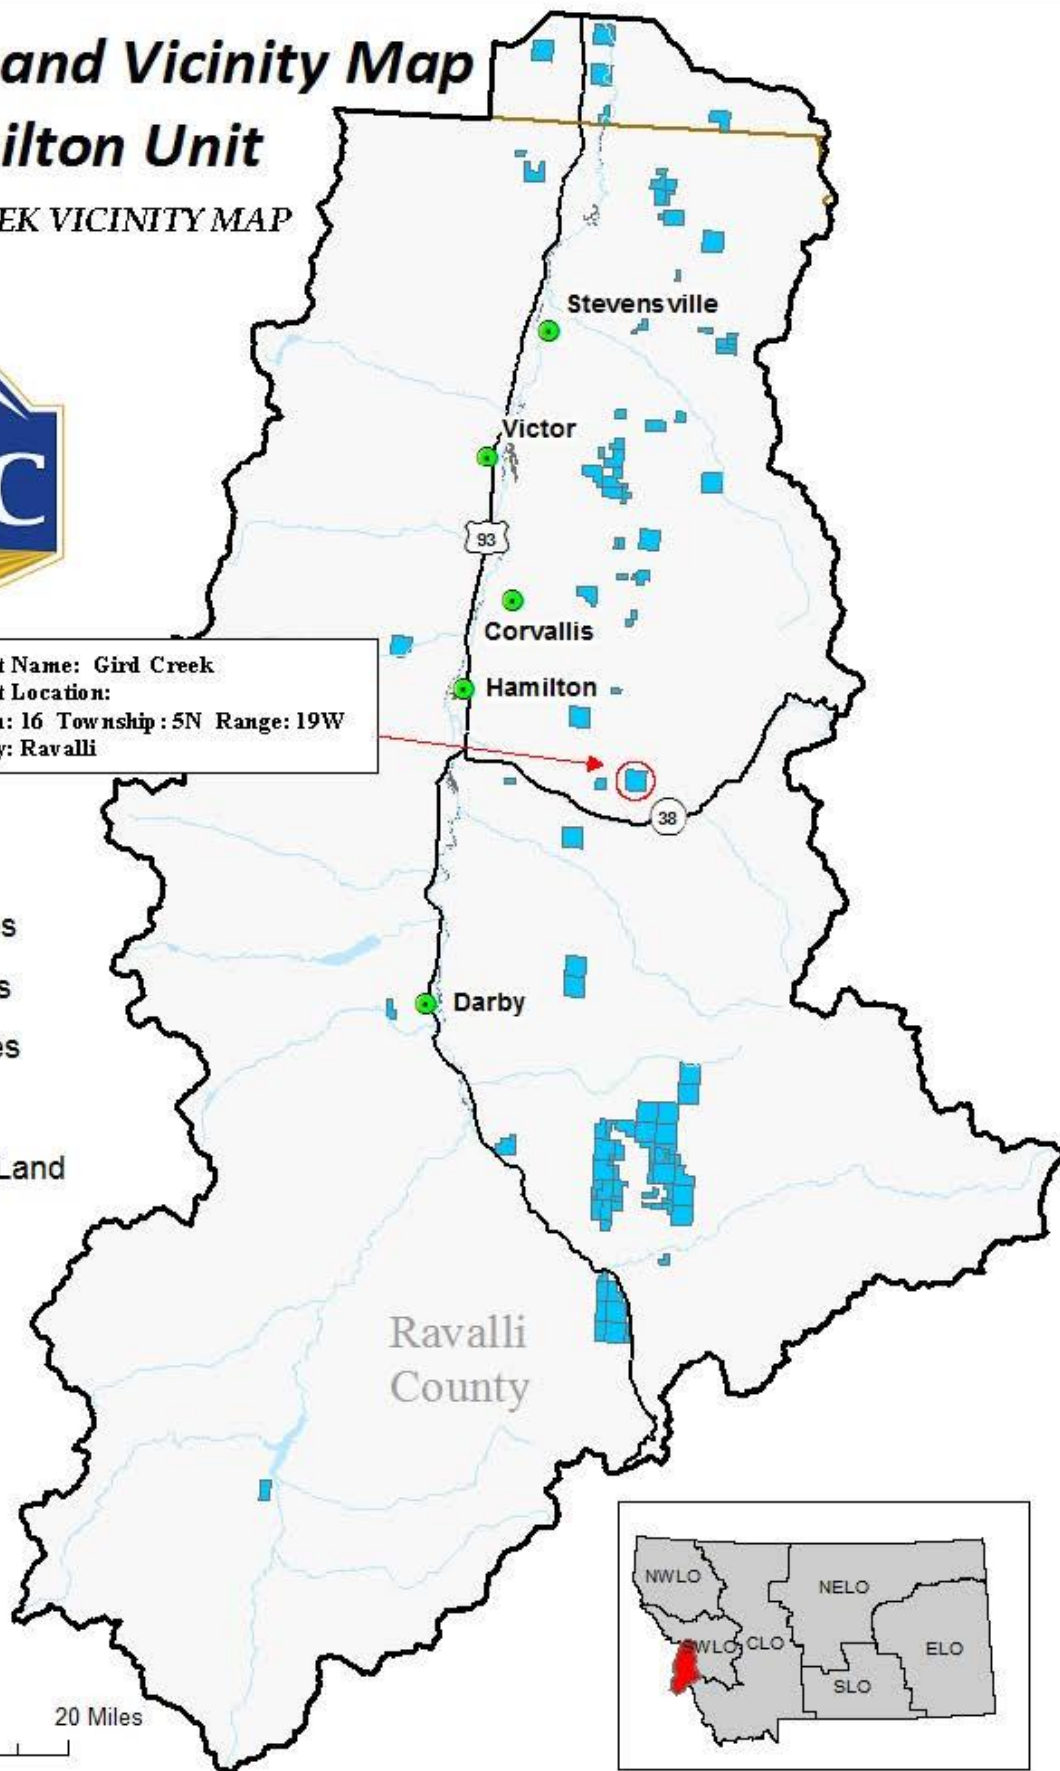 and Vicinity Map
ilton Unit
EK VICINITY MAP
C
Stevensville
Victor
93
Corvallis
t Name: Gird Creek
t Location:
: 16 Township: 5N Range: 19W
y: Ravalli
Hamilton
38
s
s
Darby
es
Land
Ravalli
County
NWLO
NELO
SWLO
CLO
ELO
SLO
20 Miles